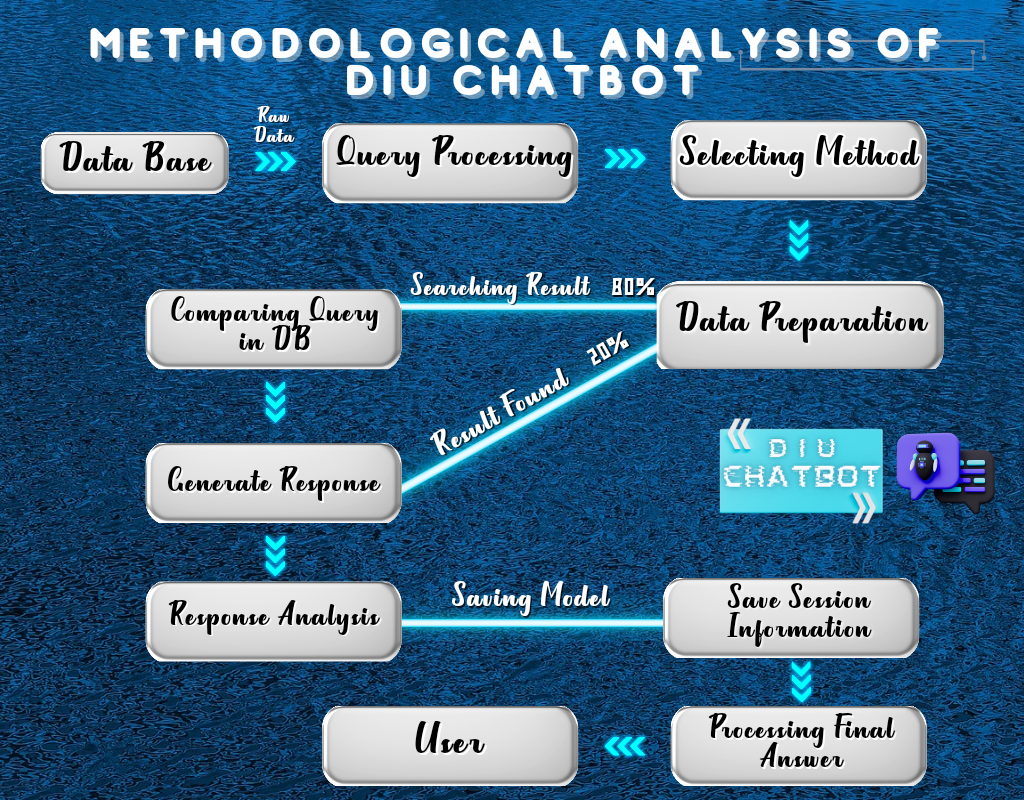 METHODOLOGICAL ANALYSIS OF
DIU CHATBOT
Raw
Data
Data Base
Query Processing
Selecting Method
Searching Result 80%
Comparing Query
in DB
Data Preparation
20%
Result Found
Generate Response
DIU
CHATBOT
Response Analysis
Saving Model
Save Session
Information
User
Processing Final
Answer